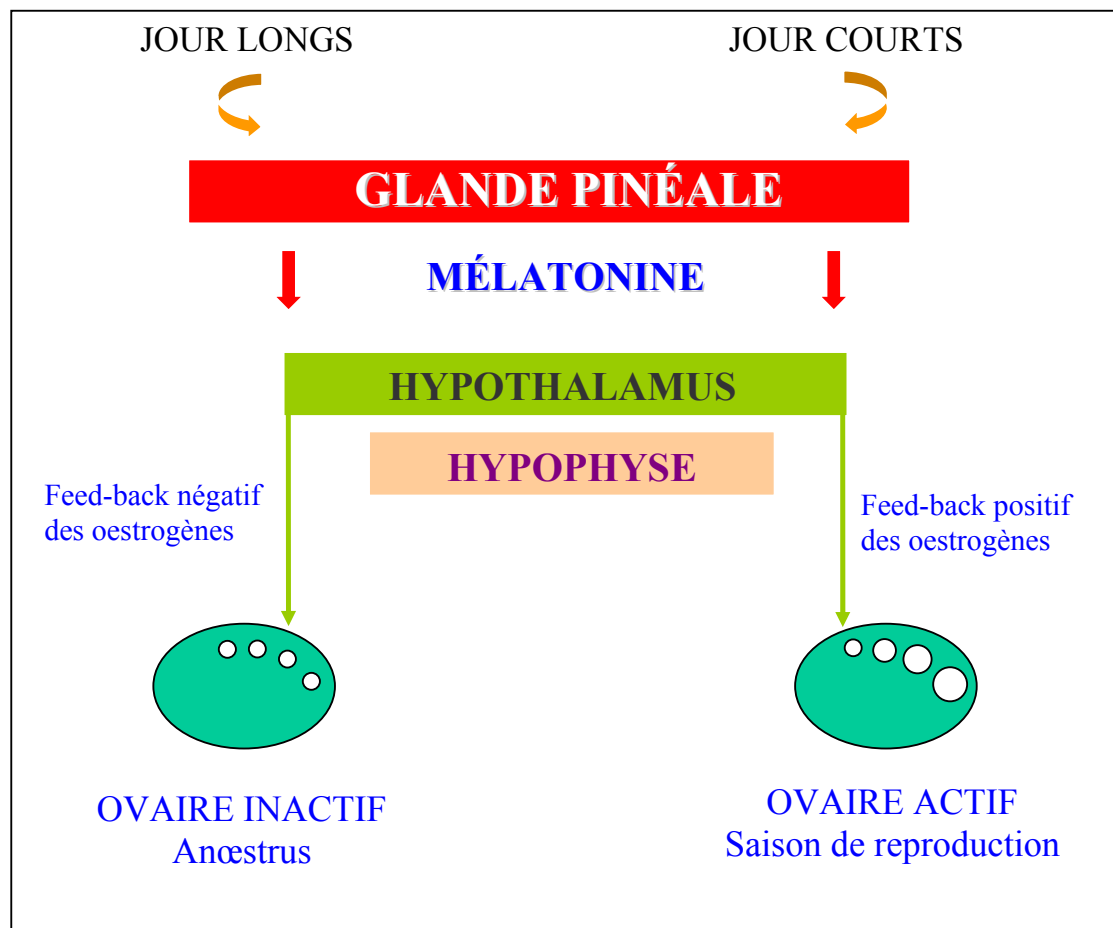 JOUR LONGS
JOUR COURTS
GLANDE PINÉALE
MÉLATONINE
HYPOTHALAMUS
HYPOPHYSE
Feed-back négatif
des oestrogènes
Feed-back positif
des oestrogènes
OVAIRE INACTIF
Anœstrus
OVAIRE ACTIF
Saison de reproduction